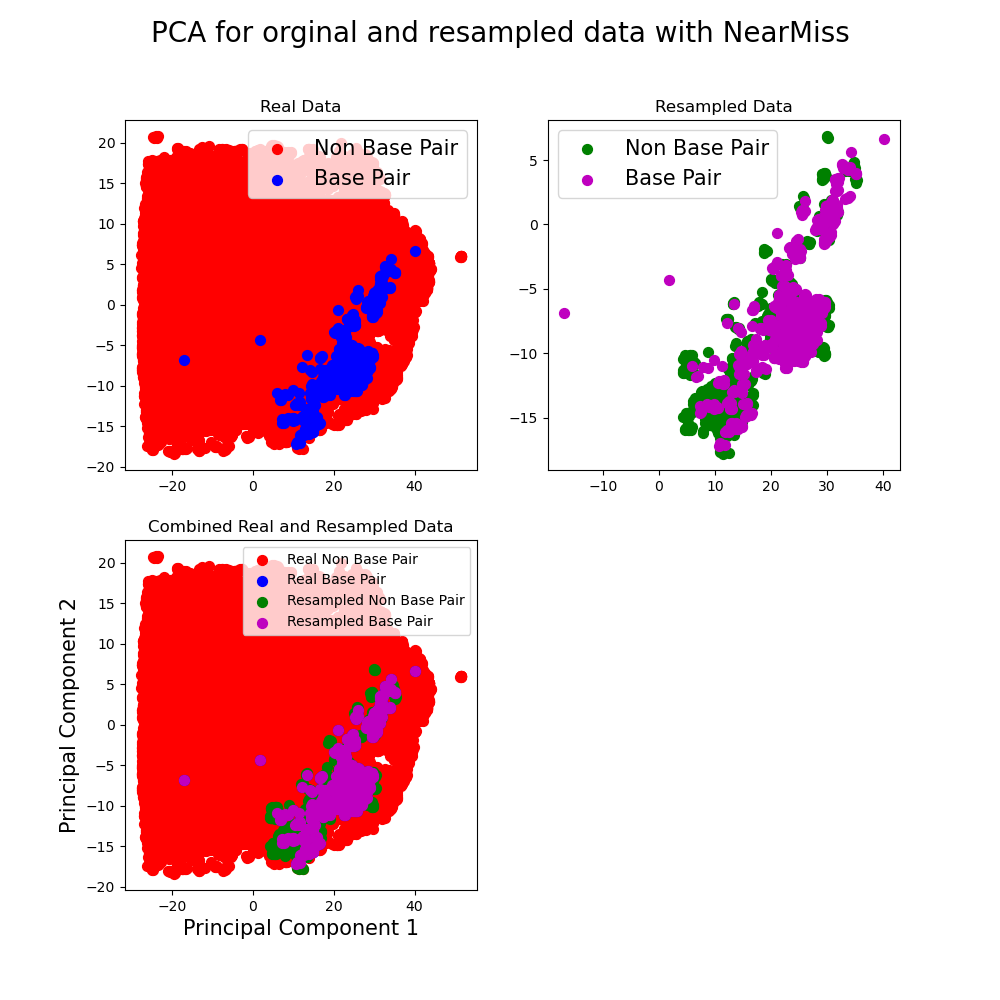 PCA for orginal and resampled data with NearMiss
Real Data
Non Base Pair
Base Pair
20
15
10
5
0
−5
−10
−15
−20
−20
0
20
40
Resampled Data
Non Base Pair
Base Pair
5
0
−5
−10
−15
−10
0
10
20
30
40
Combined Real and Resampled Data
Real Non Base Pair
Real Base Pair
Resampled Non Base Pair
Resampled Base Pair
Principal Component 2
20
15
10
5
0
−5
−10
−15
−20
−20
0
20
40
Principal Component 1